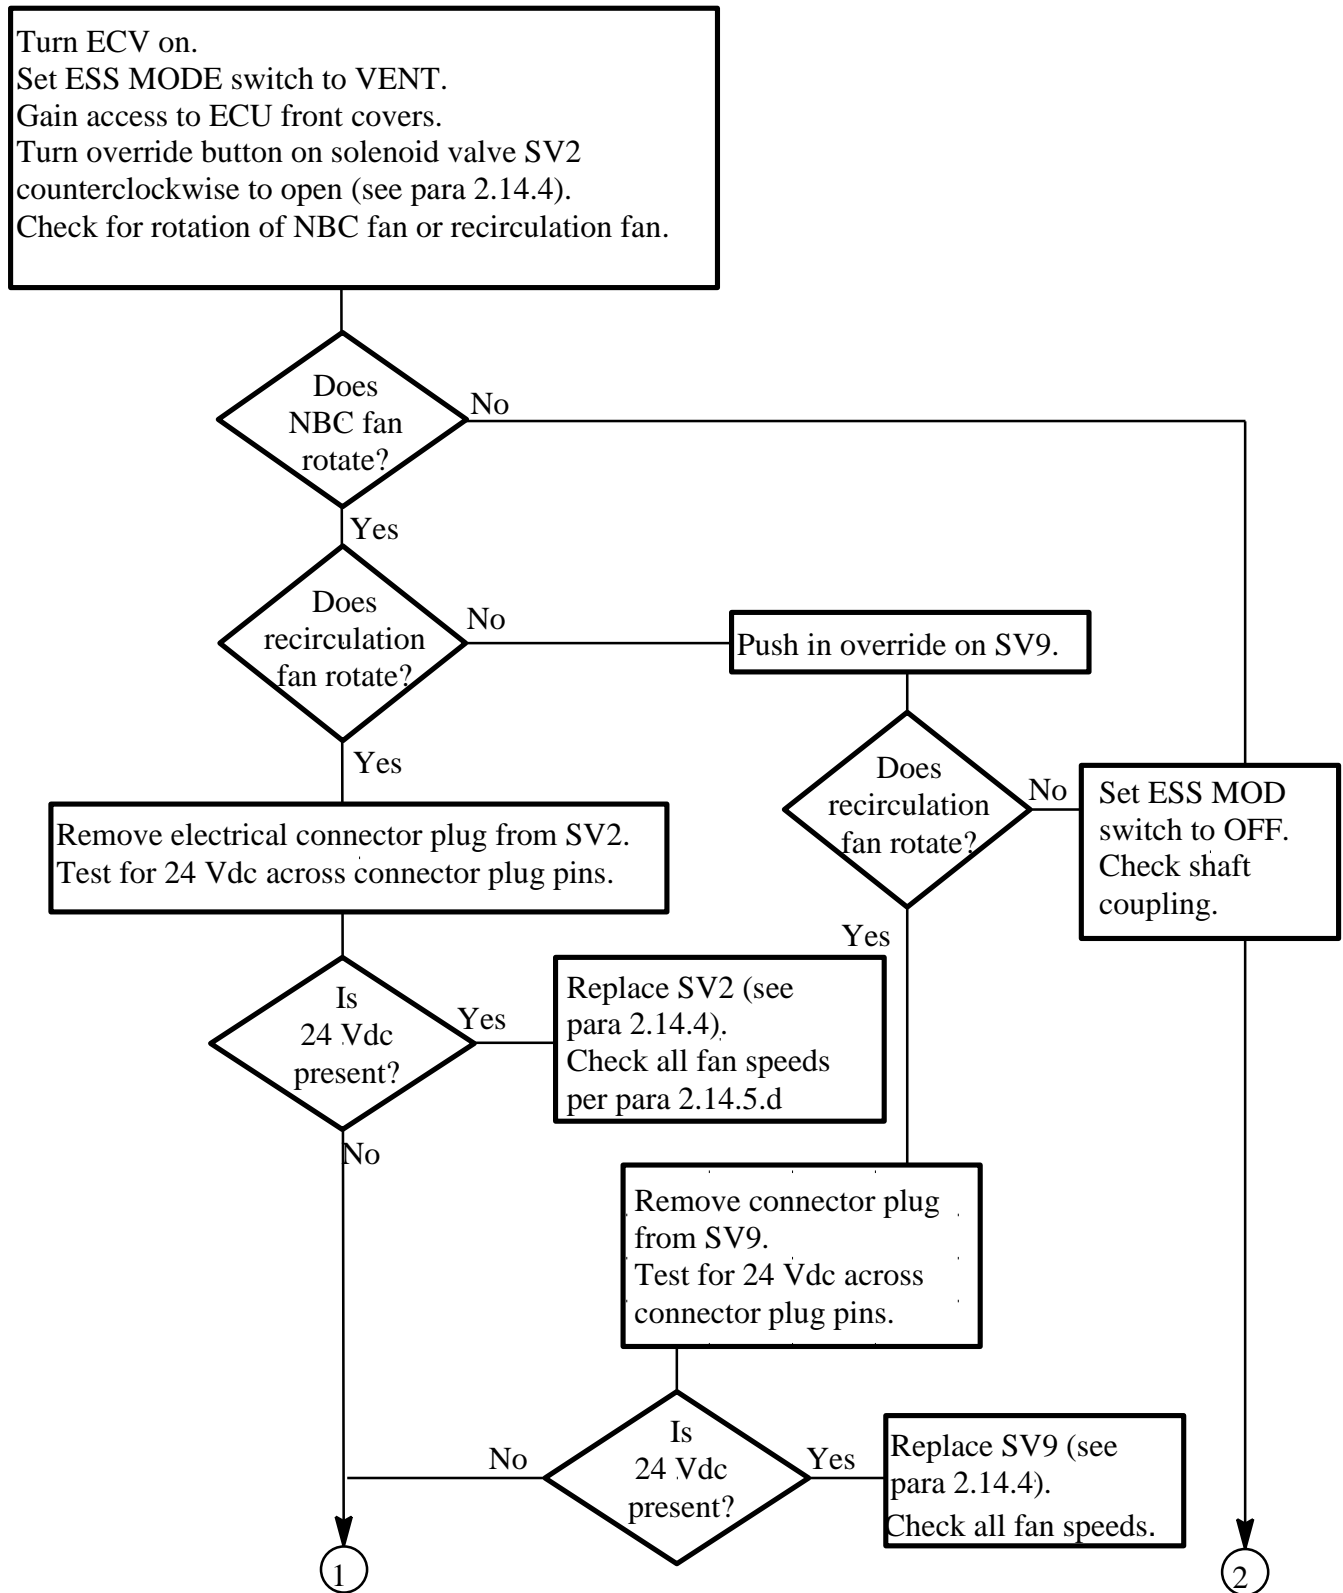 Turn ECV on.
Set ESS MODE switch to VENT.
Gain access to ECU front covers.
Turn override button on solenoid valve SV2
counterclockwise to open (see para 2.14.4).
Check for rotation of NBC fan or recirculation fan.
Does
NBC fan
rotate?
No
Yes
Does
recirculation
fan rotate?
No
Push in override on SV9.
Yes
Does
recirculation
fan rotate?
No
Set ESS MOD
switch to OFF.
Check shaft
coupling.
Remove electrical connector plug from SV2.
Test for 24 Vdc across connector plug pins.
Yes
Is
24 Vdc
present?
Yes
Replace SV2 (see
para 2.14.4).
Check all fan speeds
per para 2.14.5.d
No
Remove connector plug
from SV9.
Test for 24 Vdc across
connector plug pins.
Is
24 Vdc
present?
No
Yes
Replace SV9 (see
para 2.14.4).
Check all fan speeds.
1
2